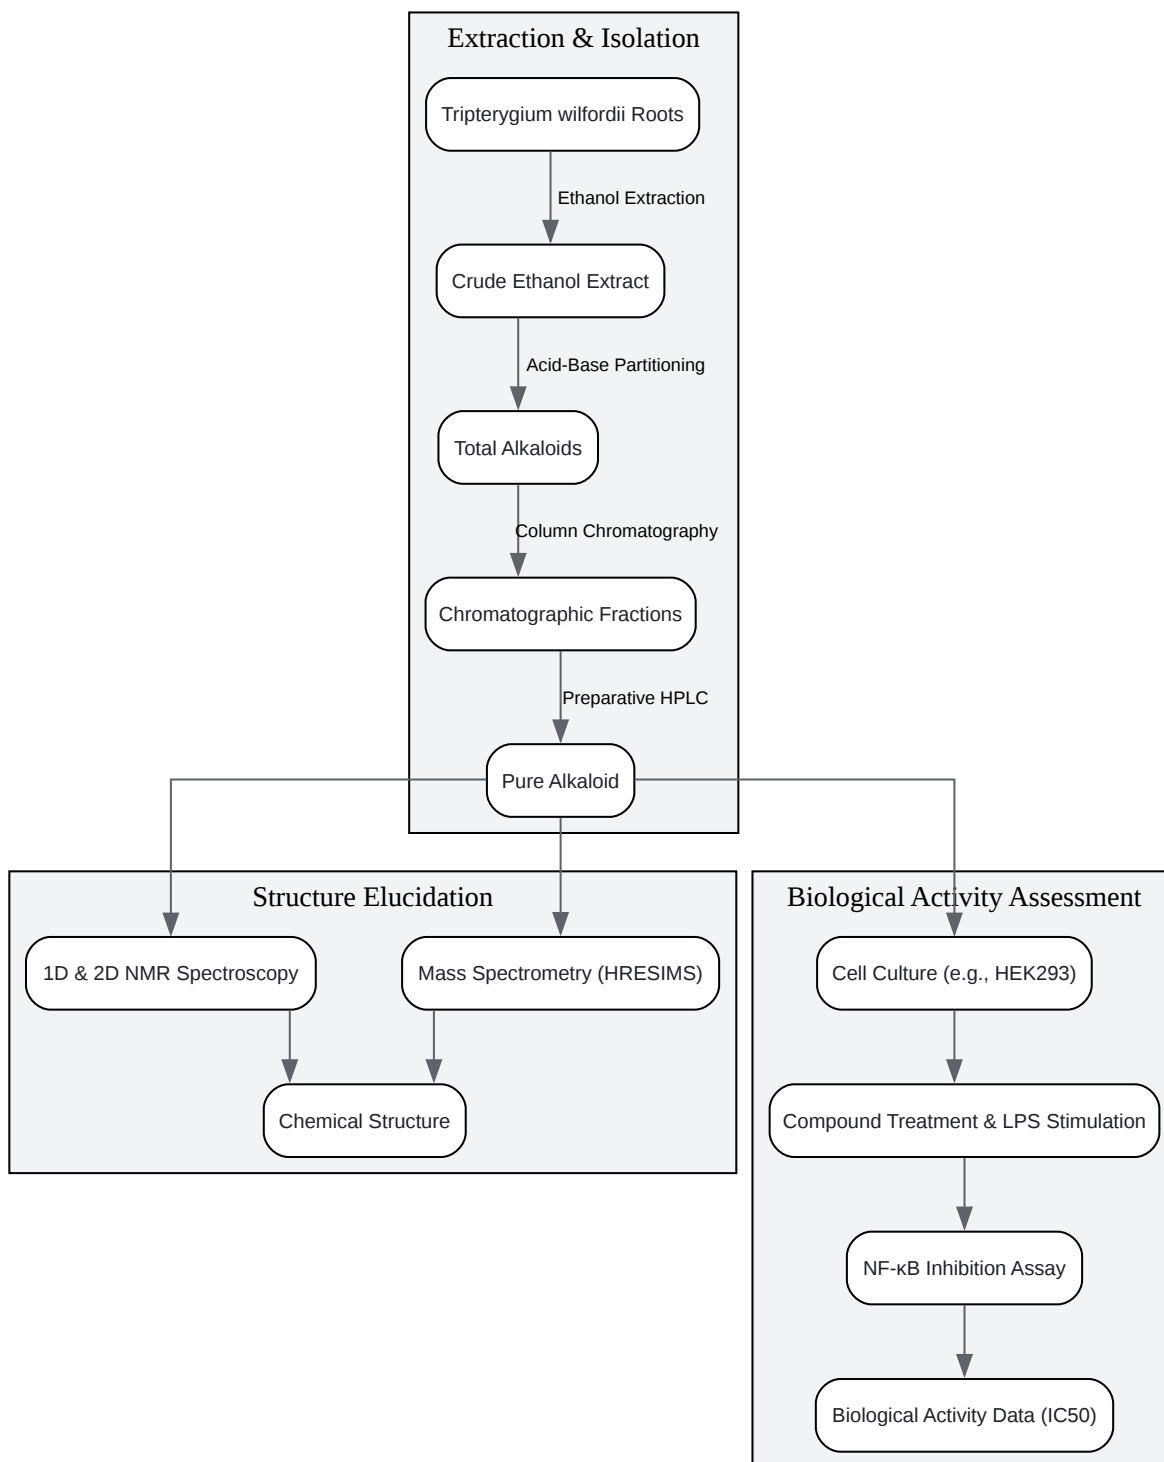 Extraction & Isolation
Tripterygium wilfordii Roots
Ethanol Extraction
Crude Ethanol Extract
Acid-Base Partitioning
Total Alkaloids
Column Chromatography
Chromatographic Fractions
Preparative HPLC
Pure Alkaloid
Structure Elucidation
1D & 2D NMR Spectroscopy
Mass Spectrometry (HRESIMS)
Chemical Structure
Biological Activity Assessment
Cell Culture (e.g., HEK293)
Compound Treatment & LPS Stimulation
NF-κB Inhibition Assay
Biological Activity Data (IC50)